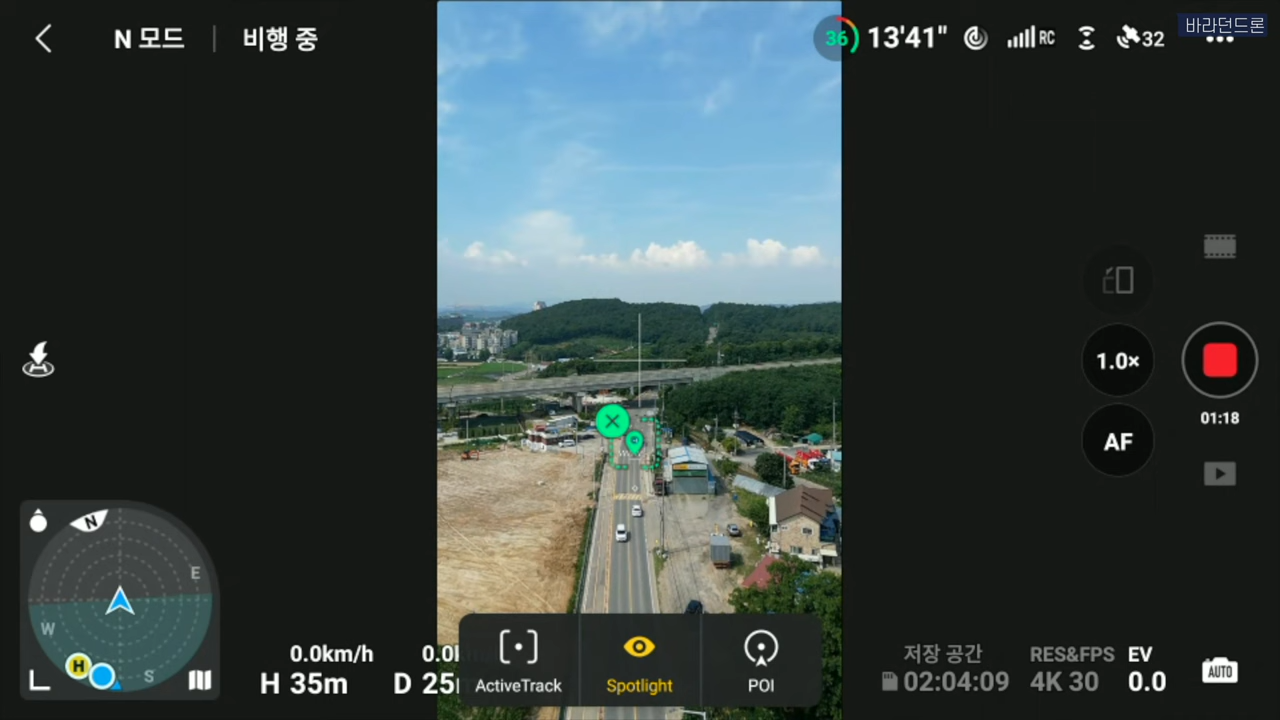 N 모드
비행 중
36
13'41"
RC
32
바라던드론
1.0×
01:18
AF
N
E
W
S
H
0.0km/h
H 35m
D 25
ActiveTrack
Spotlight
POI
저장 공간
02:04:09
RES&FPS
4K 30
EV
0.0
AUTO